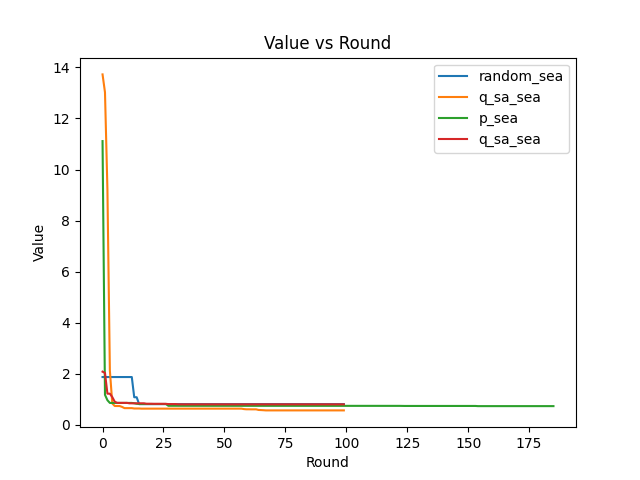 Value vs Round
random_sea
q_sa_sea
p_sea
q_sa_sea
Value
14
12
10
8
6
4
2
0
0 25 50 75 100 125 150 175
Round